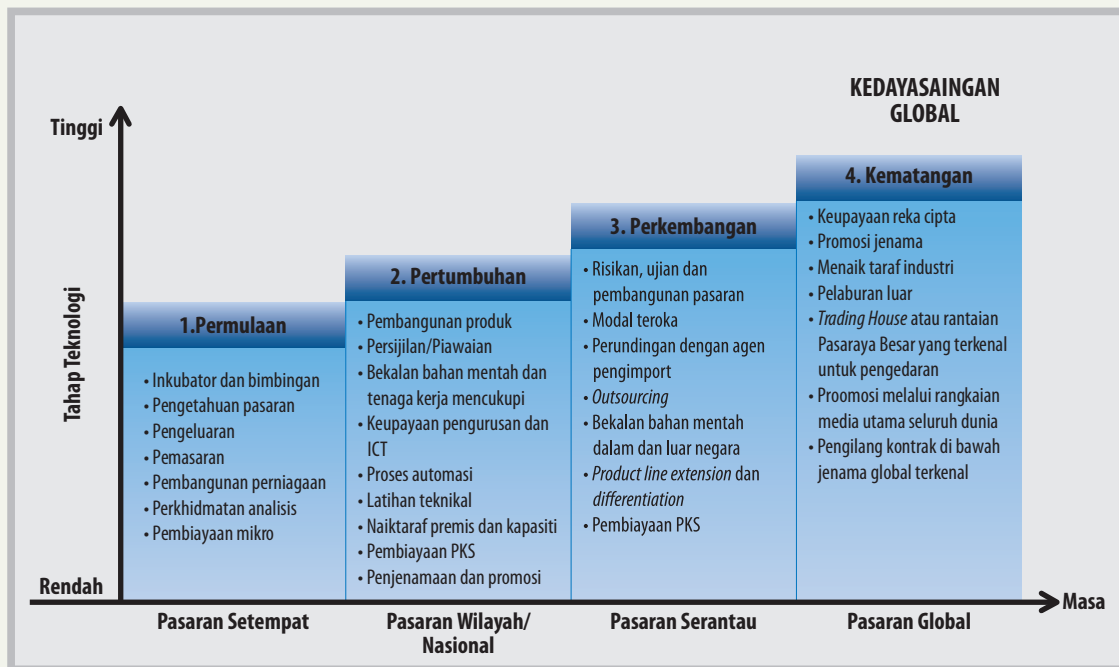 KEDAYASAINGAN
GLOBAL
Tinggi
Tahap Teknologi
Rendah
1.Permulaan
• Inkubator dan bimbingan
• Pengetahuan pasaran
• Pengeluaran
• Pemasaran
• Pembangunan perniagaan
• Perkhidmatan analisis
• Pembiayaan mikro
2. Pertumbuhan
• Pembangunan produk
• Persijilan/Piawaian
• Bekalan bahan mentah dan
tenaga kerja mencukupi
• Keupayaan pengurusan dan
ICT
• Proses automasi
• Latihan teknikal
• Naiktaraf premis dan kapasiti
• Pembiayaan PKS
• Penjenamaan dan promosi
3. Perkembangan
• Risikan, ujian dan
pembangunan pasaran
• Modal teroka
• Perundingan dengan agen
pengimport
• Outsourcing
• Bekalan bahan mentah
dalam dan luar negara
• Product line extension dan
differentiation
• Pembiayaan PKS
4. Kematangan
• Keupayaan reka cipta
• Promosi jenama
• Menaik taraf industri
• Pelaburan luar
• Trading House atau rantaian
Pasaraya Besar yang terkenal
untuk pengedaran
• Proomosi melalui rangkaian
media utama seluruh dunia
• Pengilang kontrak di bawah
jenama global terkenal
Masa
Pasaran Setempat
Pasaran Wilayah/
Nasional
Pasaran Serantau
Pasaran Global